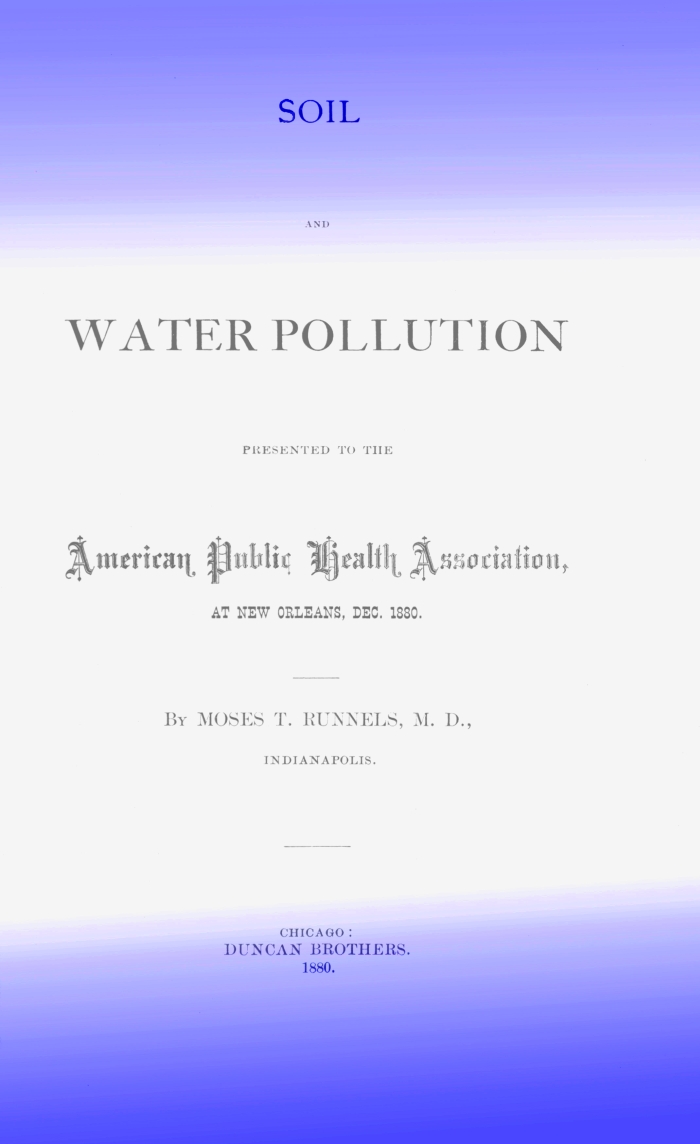 SOIL
AND
WATER POLLUTION
PRESENTED TO THE
American Public Health Association,
AT NEW ORLEANS, DEC. 1880.
By MOSES T. RUNNELS, M. D.,
INDIANAPOLIS.
CHICAGO:
DUNCAN BROTHERS.
1880.